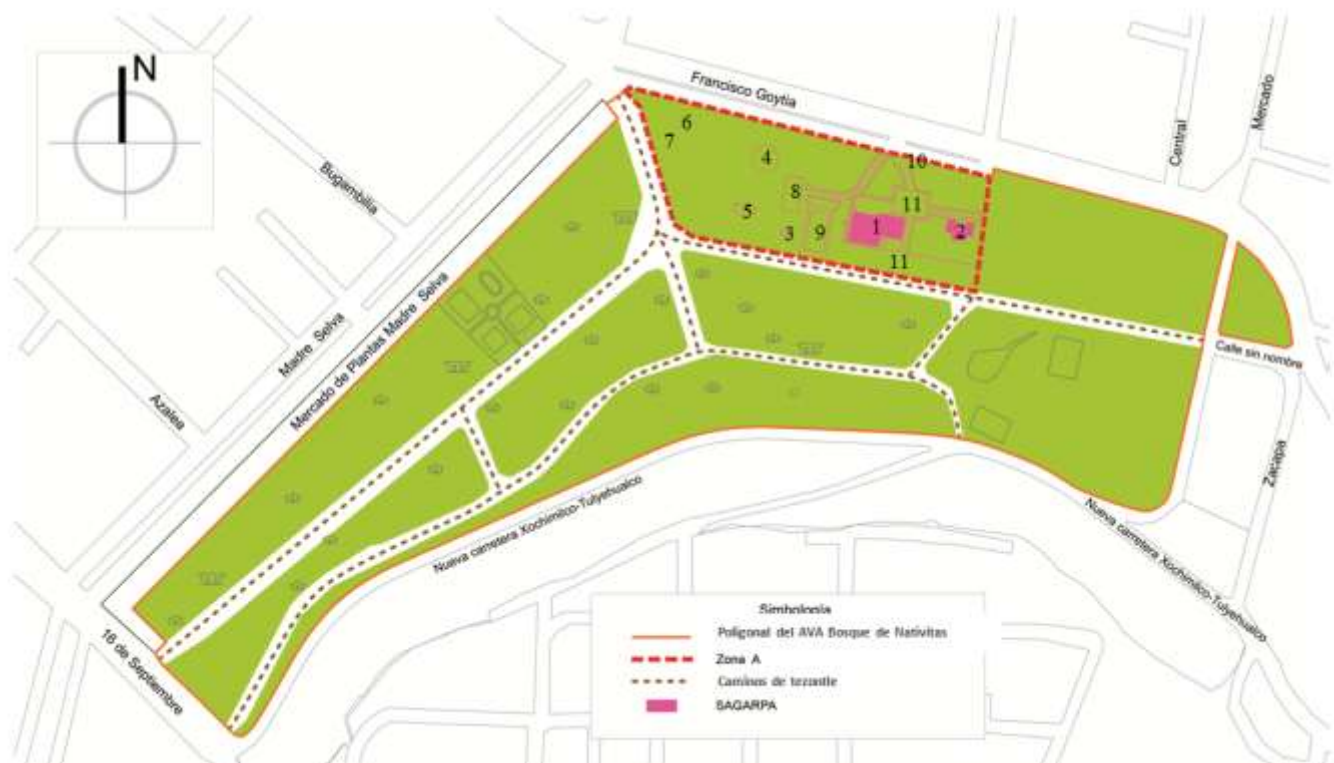 N
Francisco Goytia
Central
Mercado
Bugambilia
6
7
4
10
8
5
11
1
2
3
9
11
Madre Selva
Mercado de Plantas Madre Selva
Azalea
Calle sin nombre
Zacapa
Nueva carretera Xochimilco-Tulyehualco
Nueva carretera Xochimilco-Tulyehualco
16 de Septiembre
Simbología
Poligonal del AVA Bosque de Nativitas
Zona A
Caminos de tezontle
SAGARPA